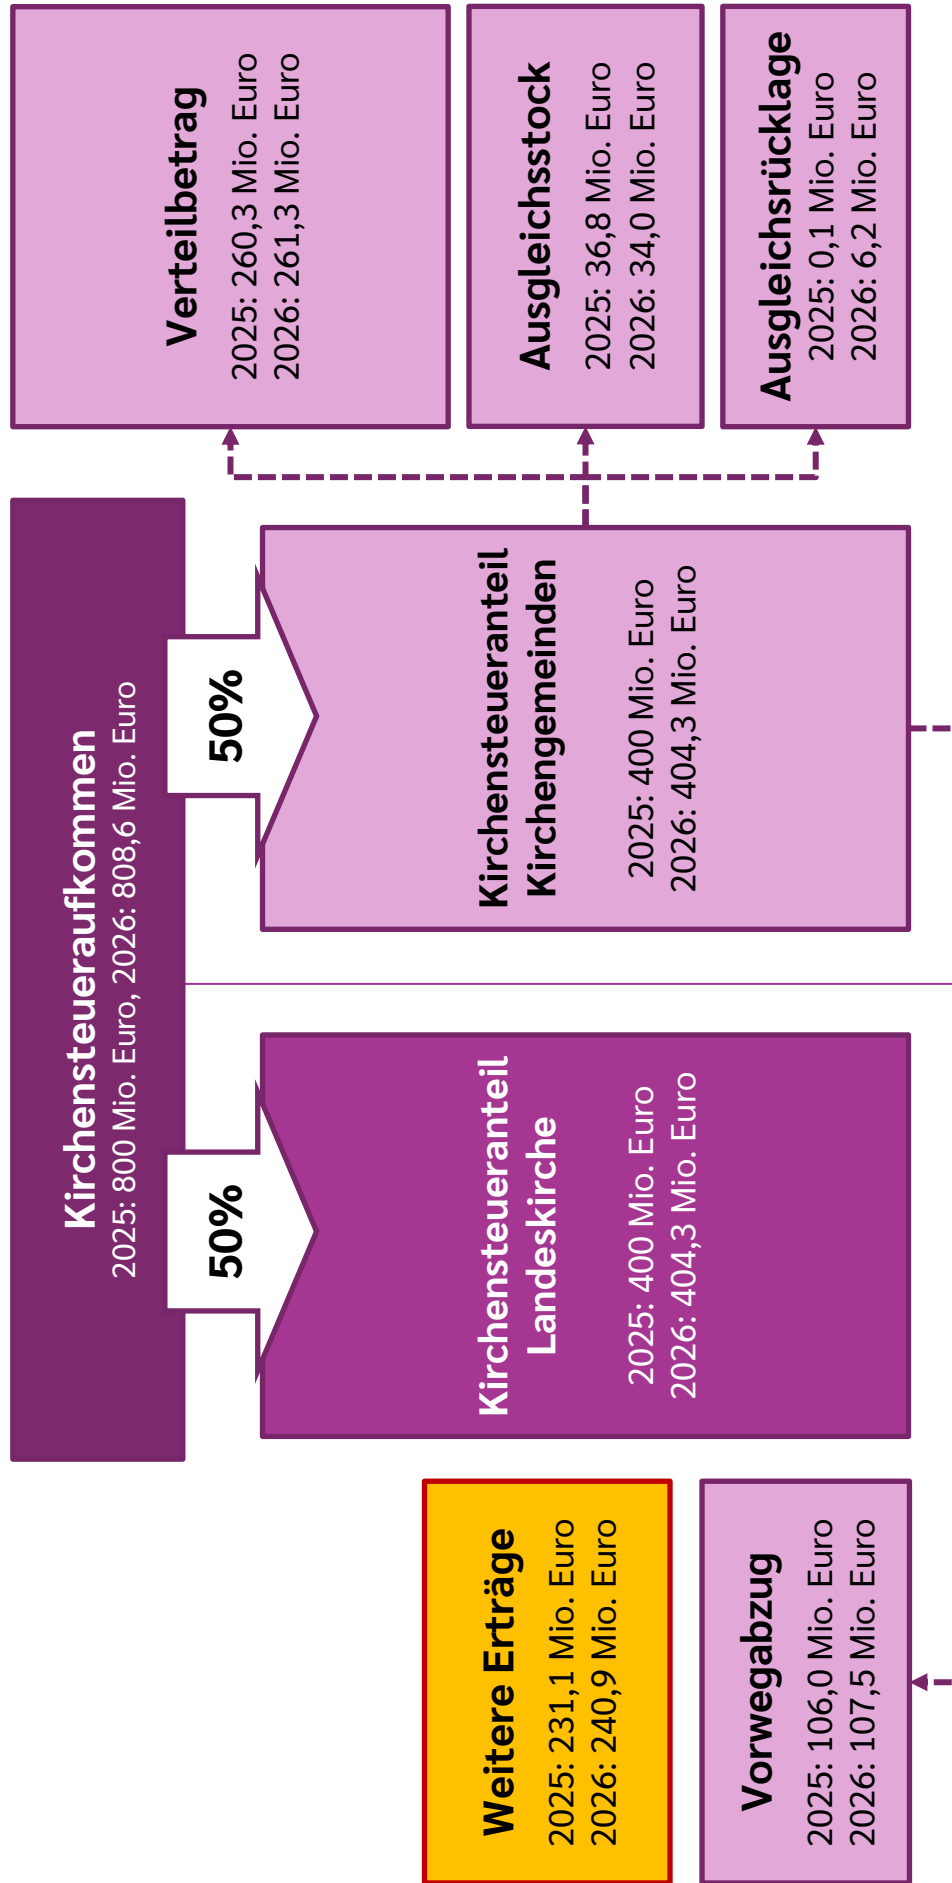 Kirchensteueraufkommen
2025: 800 Mio. Euro, 2026: 808,6 Mio. Euro
50%
50%
Weitere Erträge
2025: 231,1 Mio. Euro
2026: 240,9 Mio. Euro
Vorwegabzug
2025: 106,0 Mio. Euro
2026: 107,5 Mio. Euro
Kirchensteueranteil
Landeskirche
2025: 400 Mio. Euro
2026: 404,3 Mio. Euro
Kirchensteueranteil
Kirchengemeinden
2025: 400 Mio. Euro
2026: 404,3 Mio. Euro
Verteilbetrag
2025: 260,3 Mio. Euro
2026: 261,3 Mio. Euro
Ausgleichsstock
2025: 36,8 Mio. Euro
2026: 34,0 Mio. Euro
Ausgleichsrücklage
2025: 0,1 Mio. Euro
2026: 6,2 Mio. Euro